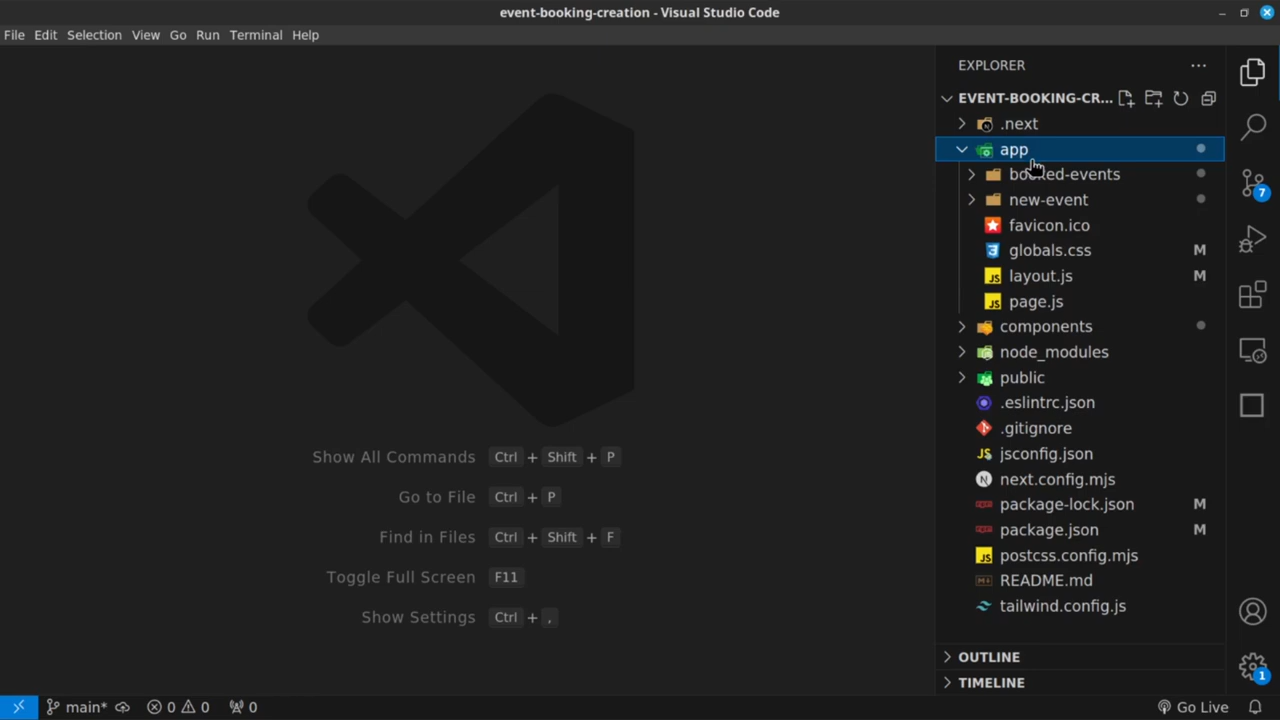 event-booking-creation - Visual Studio Code
File Edit Selection View Go Run Terminal Help
Show All Commands Ctrl + Shift + P
Go to File Ctrl + P
Find in Files Ctrl + Shift + F
Toggle Full Screen F11
Show Settings Ctrl + ,
EXPLORER
EVENT-BOOKING-CR...
.next
app
booked-events
new-event
favicon.ico
globals.css M
layout.js M
page.js
components
node_modules
public
.eslintrc.json
.gitignore
jsconfig.json
next.config.mjs
package-lock.json M
package.json M
postcss.config.mjs
README.md
tailwind.config.js
OUTLINE
TIMELINE
7
1
main* 0 0 0 Go Live